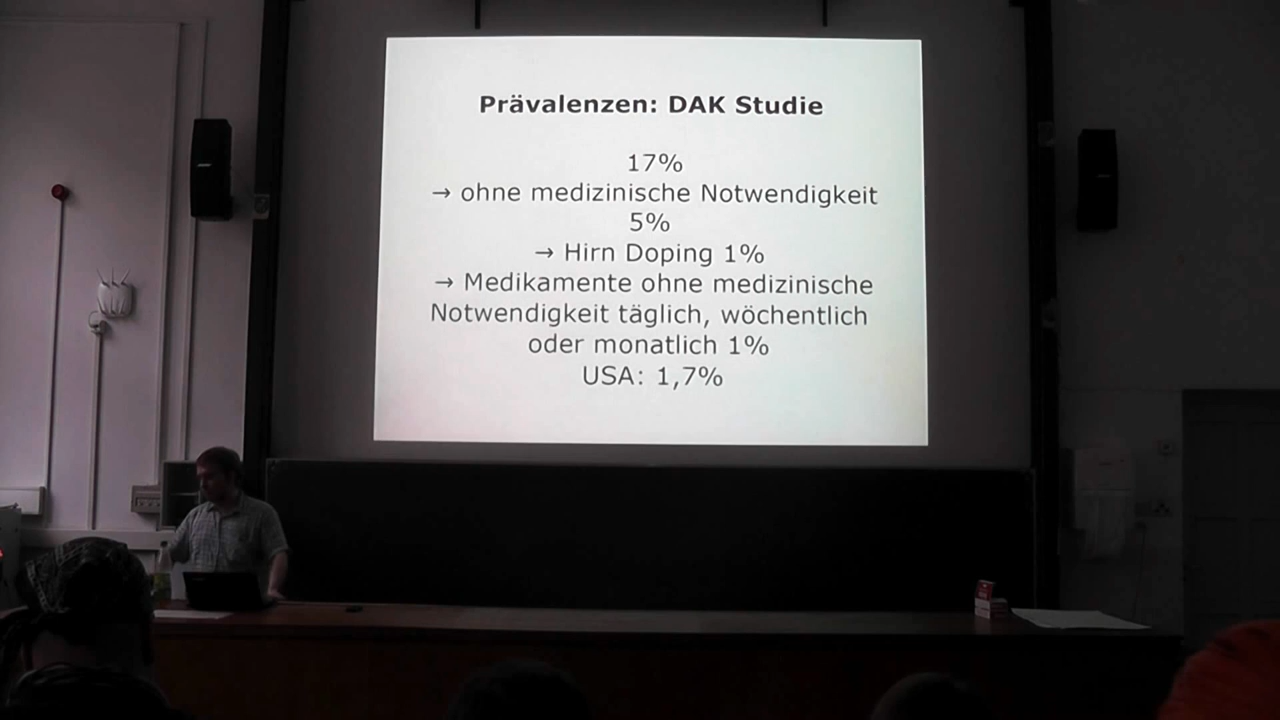 Prävalenzen: DAK Studie
17%
→ ohne medizinische Notwendigkeit
5%
→ Hirn Doping 1%
→ Medikamente ohne medizinische
Notwendigkeit täglich, wöchentlich
oder monatlich 1%
USA: 1,7%